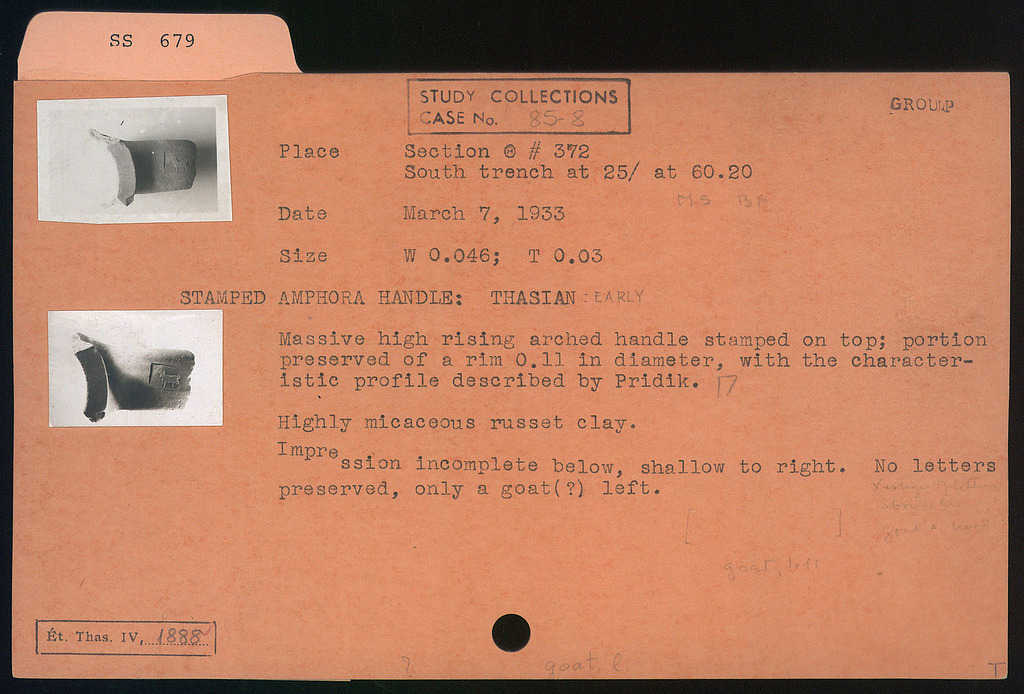 SS 679
STUDY COLLECTIONS
CASE No. 85-8
GROUP
Place Section Θ # 372
South trench at 25/ at 60.20
MS
Date March 7, 1933
Size W 0.046; T 0.03
STAMPED AMPHORA HANDLE: THASIAN : EARLY
Massive high rising arched handle stamped on top; portion
preserved of a rim 0.11 in diameter, with the character-
istic profile described by Pridik. 17
Highly micaceous russet clay.
Impression incomplete below, shallow to right. No letters
preserved, only a goat(?) left.
[ ]
goat, left
Ét. Thas. IV, 1888
? goat, l.
T